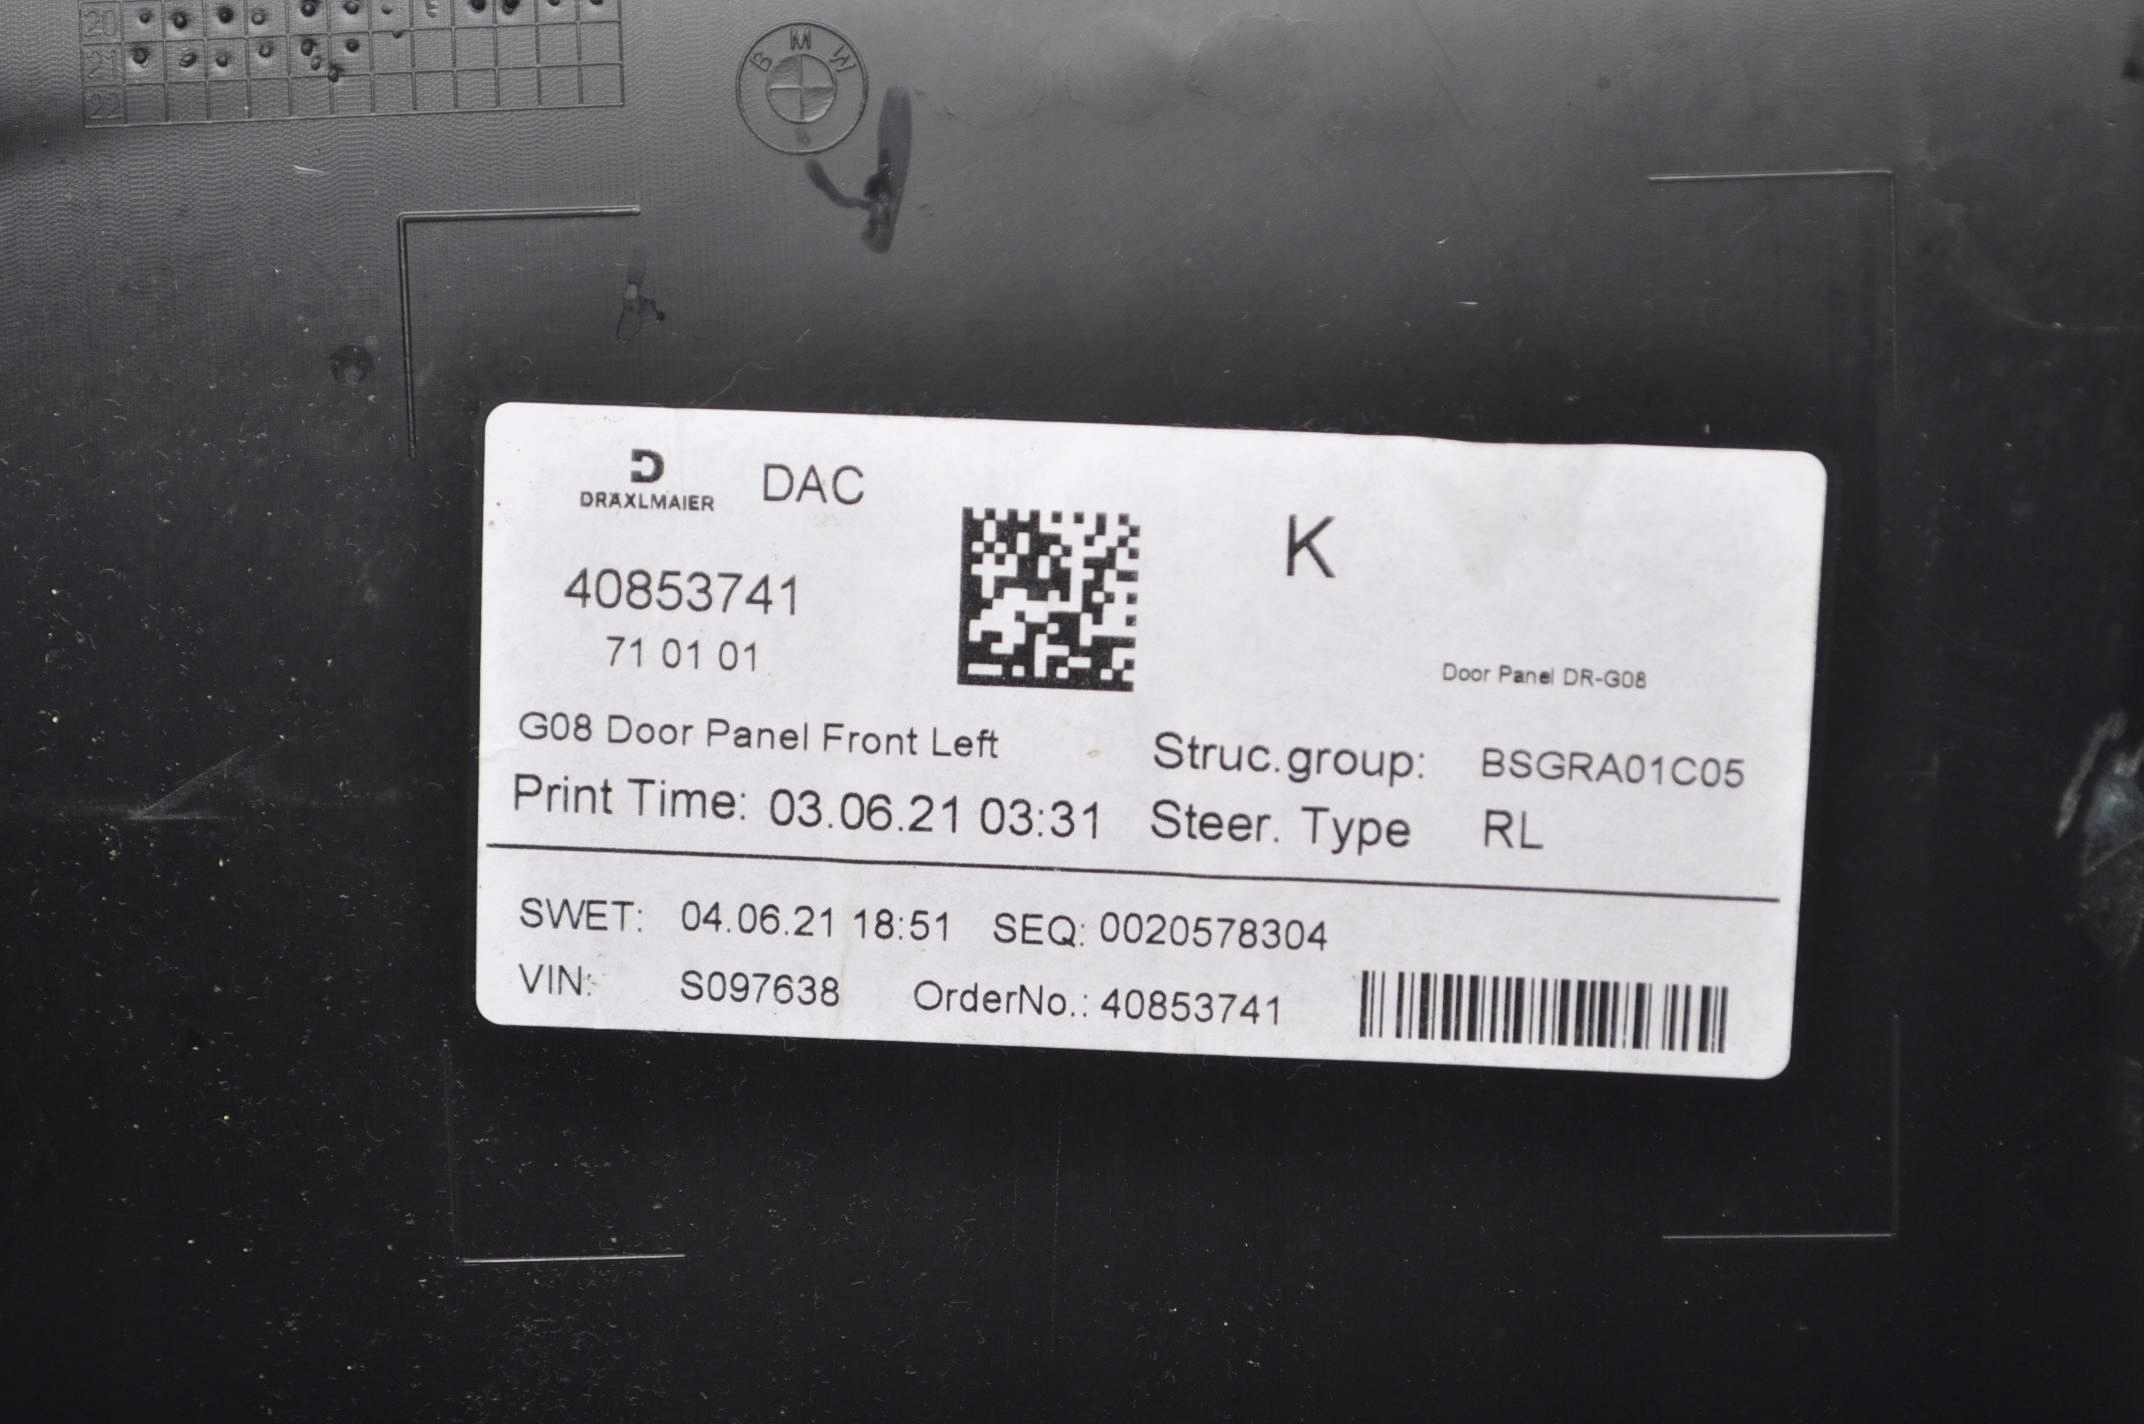 20
21
22
BMW
D
DRÄXLMAIER
DAC
K
40853741
71 01 01
Door Panel DR-G08
G08 Door Panel Front Left
Struc.group: BSGRA01C05
Print Time: 03.06.21 03:31
Steer. Type RL
SWET: 04.06.21 18:51 SEQ: 0020578304
VIN: S097638 OrderNo.: 40853741